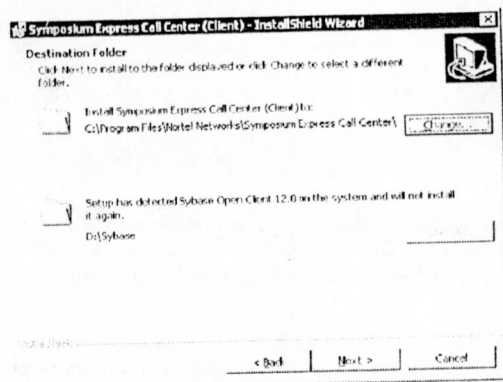 Symposium Express Call Center (Client) - InstallShield Wizard
Destination Folder
Click Next to install to the folder displayed or click Change to select a different
folder.
Install Symposium Express Call Center (Client) to:
C:\Program Files\Nortel Networks\Symposium Express Call Center\
Change...
Setup has detected Sybase Open Client 12.0 on the system and will not install
it again.
D:\Sybase
InstallShield
< Back
Next >
Cancel